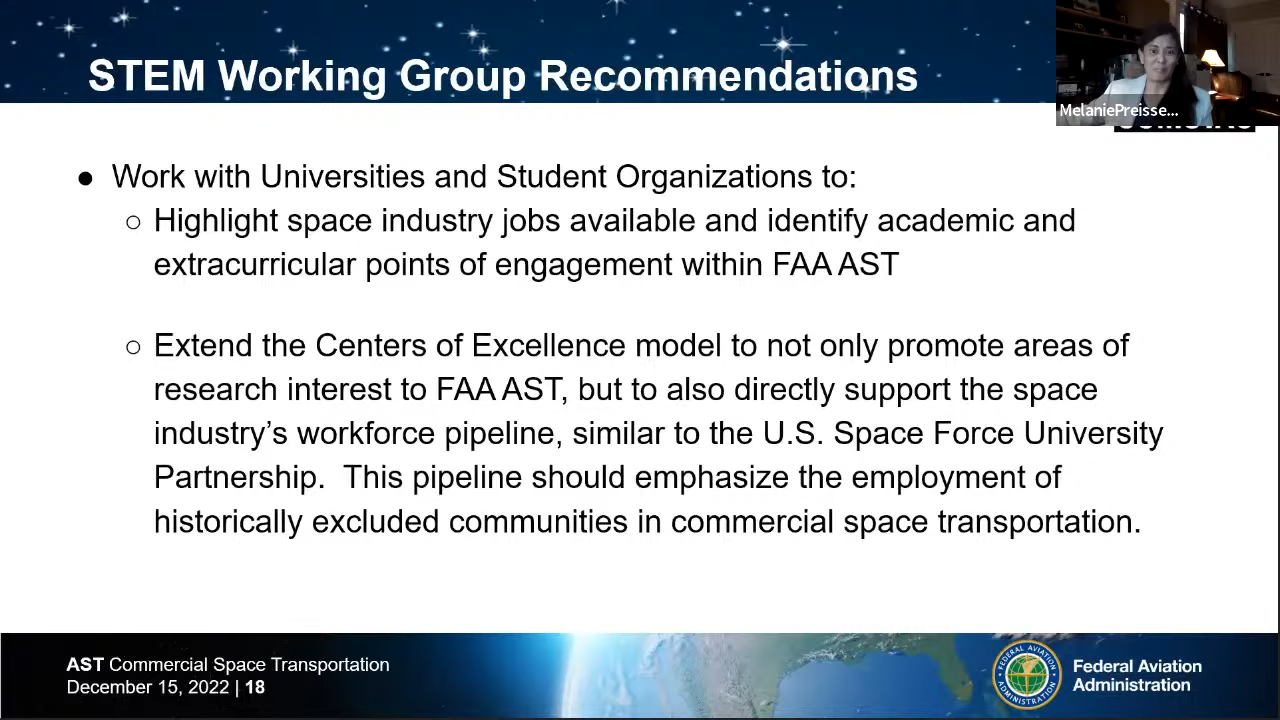 STEM Working Group Recommendations
MelaniePreisse...
● Work with Universities and Student Organizations to:
○ Highlight space industry jobs available and identify academic and
extracurricular points of engagement within FAA AST
○ Extend the Centers of Excellence model to not only promote areas of
research interest to FAA AST, but to also directly support the space
industry’s workforce pipeline, similar to the U.S. Space Force University
Partnership.  This pipeline should emphasize the employment of
historically excluded communities in commercial space transportation.
AST Commercial Space Transportation
December 15, 2022 | 18
FEDERAL AVIATION
ADMINISTRATION
Federal Aviation
Administration